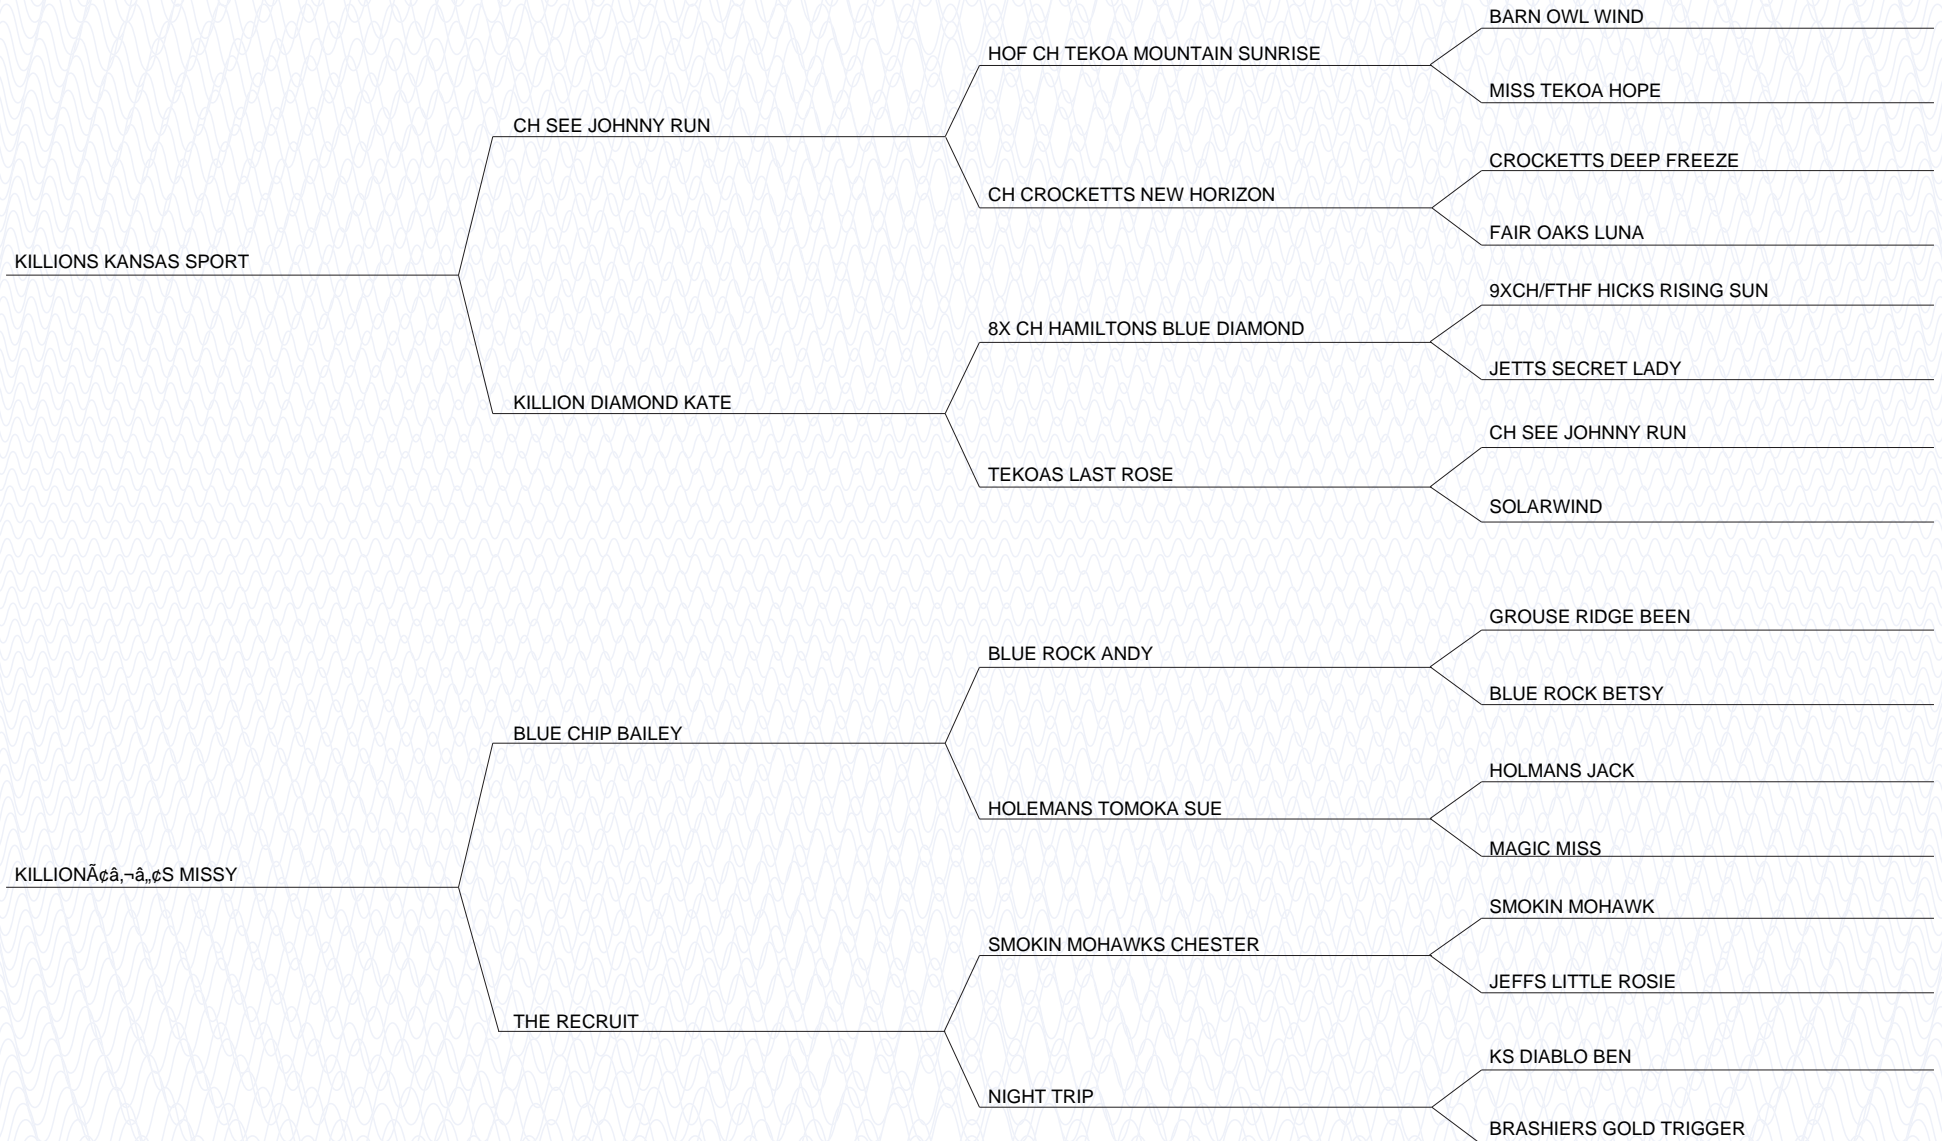 BARN OWL WIND
HOF CH TEKOA MOUNTAIN SUNRISE
MISS TEKOA HOPE
CH SEE JOHNNY RUN
CROCKETTS DEEP FREEZE
CH CROCKETTS NEW HORIZON
FAIR OAKS LUNA
KILLIONS KANSAS SPORT
9XCH/FTHF HICKS RISING SUN
8X CH HAMILTONS BLUE DIAMOND
JETTS SECRET LADY
KILLION DIAMOND KATE
CH SEE JOHNNY RUN
TEKOAS LAST ROSE
SOLARWIND
GROUSE RIDGE BEEN
BLUE ROCK ANDY
BLUE ROCK BETSY
BLUE CHIP BAILEY
HOLMANS JACK
HOLEMANS TOMOKA SUE
MAGIC MISS
KILLIONÃ¢â‚¬â„¢S MISSY
SMOKIN MOHAWK
SMOKIN MOHAWKS CHESTER
JEFFS LITTLE ROSIE
THE RECRUIT
KS DIABLO BEN
NIGHT TRIP
BRASHIERS GOLD TRIGGER